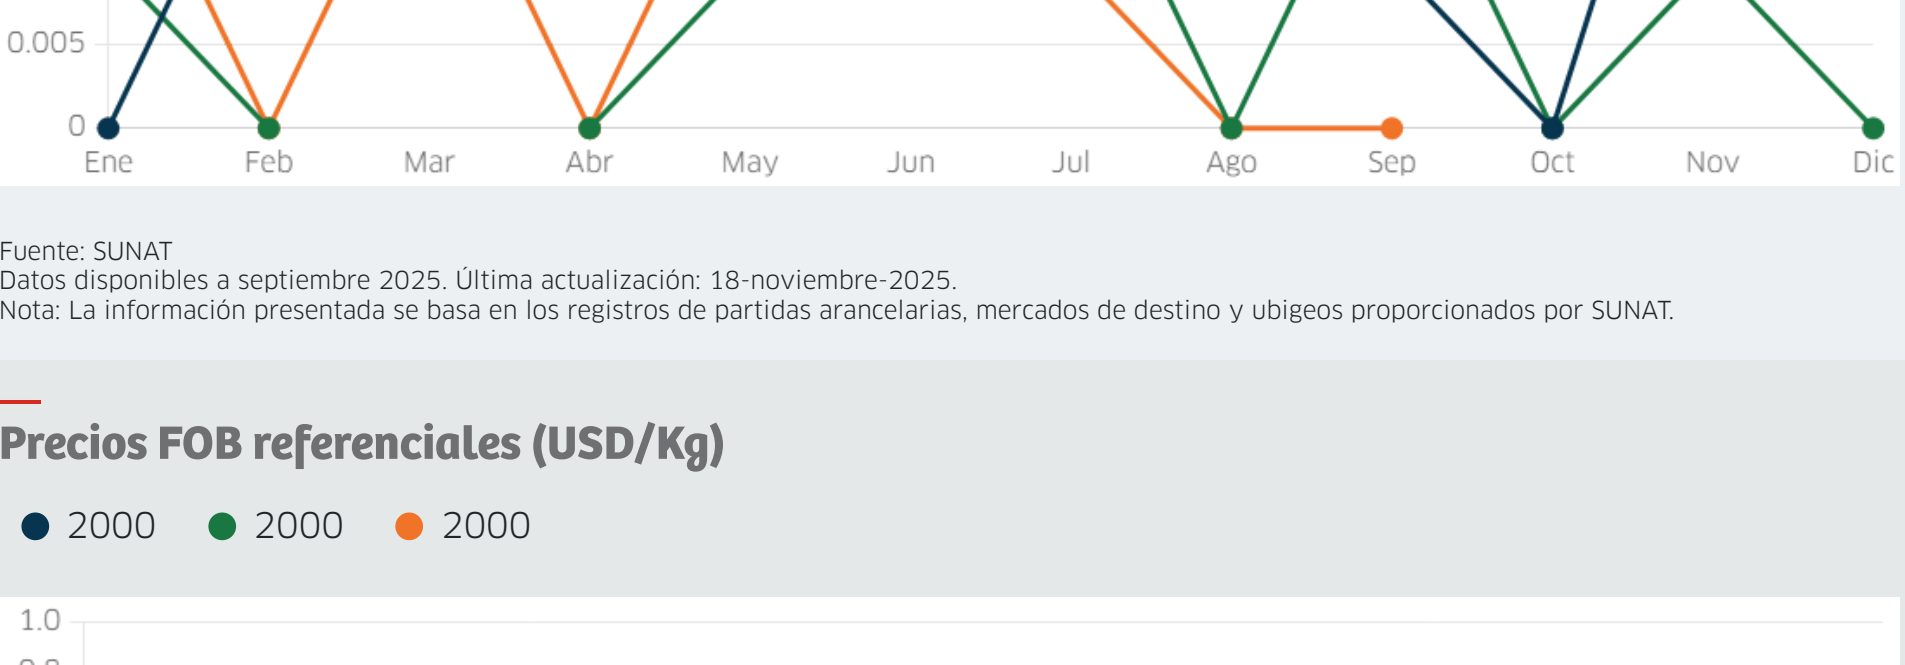 0.005
0
Ene Feb Mar Abr May Jun Jul Ago Sep Oct Nov Dic
Fuente: SUNAT
Datos disponibles a septiembre 2025. Última actualización: 18-noviembre-2025.
Nota: La información presentada se basa en los registros de partidas arancelarias, mercados de destino y ubigeos proporcionados por SUNAT.
Precios FOB referenciales (USD/Kg)
2000 2000 2000
1.0